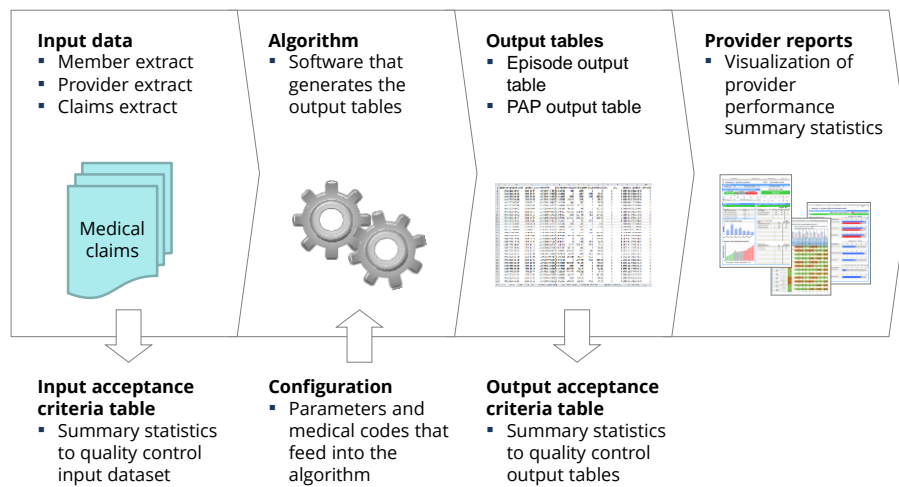 Input data
▪ Member extract
▪ Provider extract
▪ Claims extract
Medical
claims
Algorithm
▪ Software that
generates the
output tables
Output tables
▪ Episode output
table
▪ PAP output table
Provider reports
▪ Visualization of
provider
performance
summary statistics
Input acceptance
criteria table
▪ Summary statistics
to quality control
input dataset
Configuration
▪ Parameters and
medical codes that
feed into the
algorithm
Output acceptance
criteria table
▪ Summary statistics
to quality control
output tables